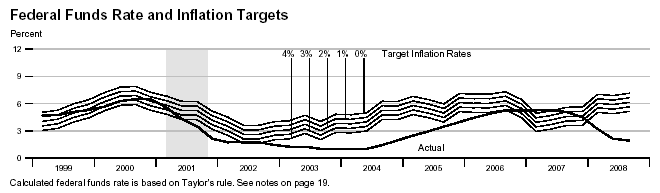 Federal Funds Rate and Inflation Targets
Percent
12
4% 3% 2% 1% 0% Target Inflation Rates
9
6
3
Actual
0
1999 2000 2001 2002 2003 2004 2005 2006 2007 2008
Calculated federal funds rate is based on Taylor's rule. See notes on page 19.